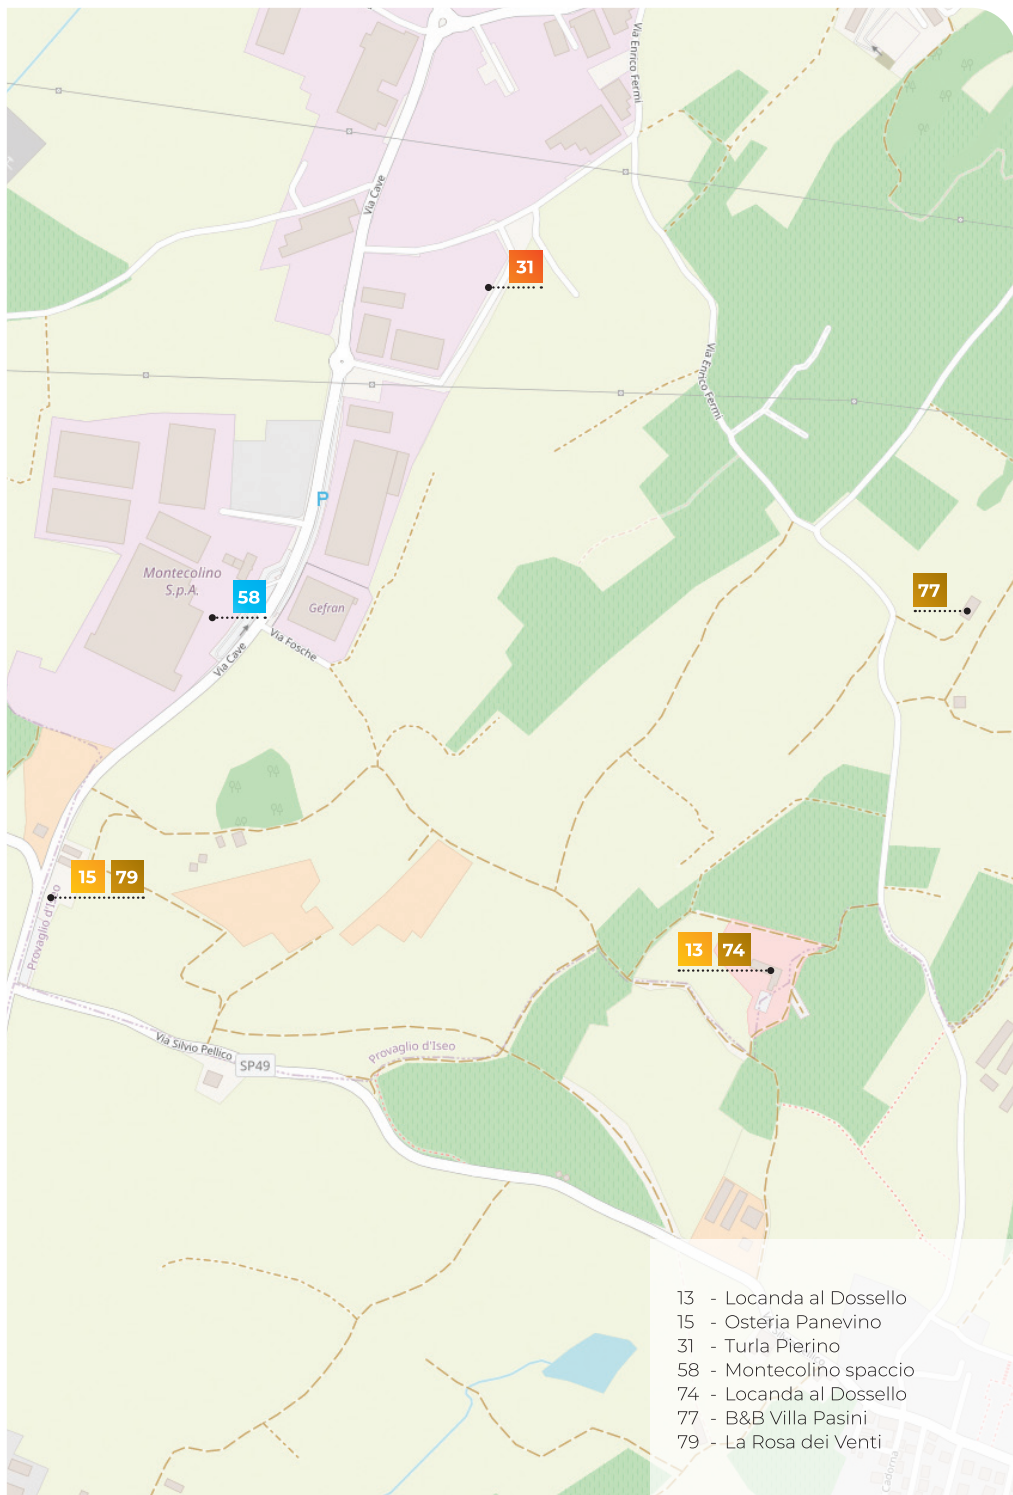 Via Enrico Fermi
Via Cave
31
Via Enrico Fermi
P
Montecolino
S.p.A.
58
Gefran
Via Fosche
Via Cave
77
15 79
Provaglio d'Iseo
13 74
Via Silvio Pellico
SP49
Provaglio d'Iseo
13 - Locanda al Dossello
15 - Osteria Panevino
31 - Turla Pierino
58 - Montecolino spaccio
74 - Locanda al Dossello
77 - B&B Villa Pasini
79 - La Rosa dei Venti
Cadorna